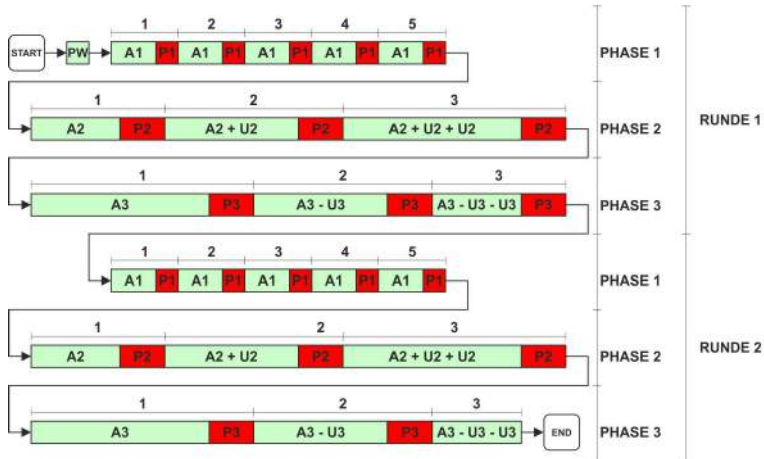 1 2 3 4 5
START PW A1 P1 A1 P1 A1 P1 A1 P1 A1 P1 PHASE 1
1 2 3
A2 P2 A2 + U2 P2 A2 + U2 + U2 P2 PHASE 2 RUNDE 1
1 2 3
A3 P3 A3 - U3 P3 A3 - U3 - U3 P3 PHASE 3
1 2 3 4 5
A1 P1 A1 P1 A1 P1 A1 P1 A1 P1 PHASE 1
1 2 3
A2 P2 A2 + U2 P2 A2 + U2 + U2 P2 PHASE 2 RUNDE 2
1 2 3
A3 P3 A3 - U3 P3 A3 - U3 - U3 END PHASE 3